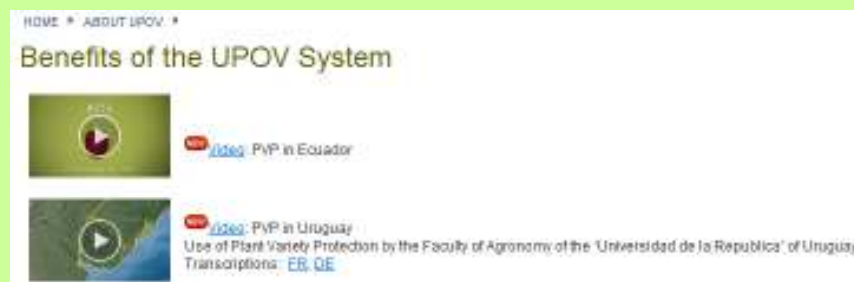 HOME ABOUT UPOV
Benefits of the UPOV System
NEW Video: PVP in Ecuador
NEW Video: PVP in Uruguay
Use of Plant Variety Protection by the Faculty of Agronomy of the 'Universidad de la Republica' of Uruguay
Transcriptions: FR, DE